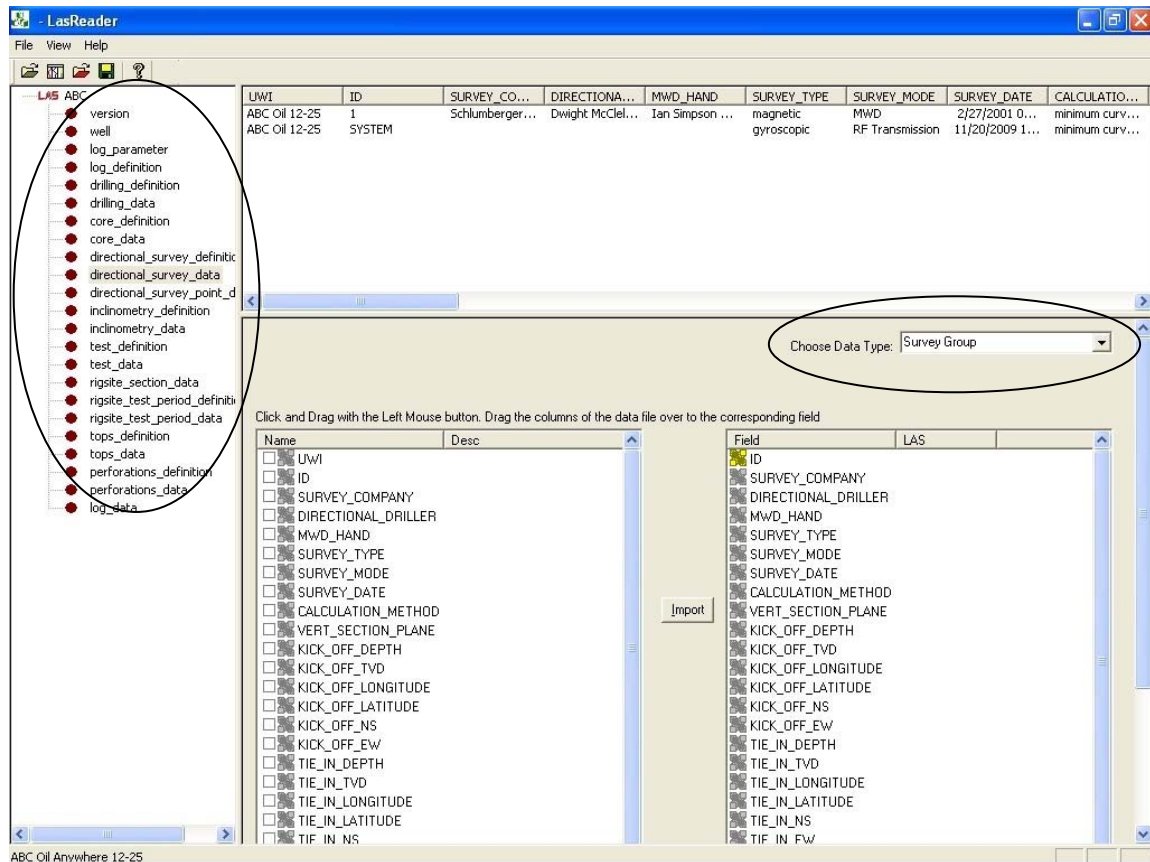 - LasReader
File View Help
LAS ABC
version
well
log_parameter
log_definition
drilling_definition
drilling_data
core_definition
core_data
directional_survey_definitic
directional_survey_data
directional_survey_point_d
inclinometry_definition
inclinometry_data
test_definition
test_data
rigsite_section_data
rigsite_test_period_definiti
rigsite_test_period_data
tops_definition
tops_data
perforations_definition
perforations_data
log_data
UWI ID SURVEY_CO... DIRECTIONA... MWD_HAND SURVEY_TYPE SURVEY_MODE SURVEY_DATE CALCULATIO...
ABC Oil 12-25 1 Schlumberger... Dwight McClel... Ian Simpson ... magnetic MWD 2/27/2001 0... minimum curv...
ABC Oil 12-25 SYSTEM gyroscopic RF Transmission 11/20/2009 1... minimum curv...
Choose Data Type: Survey Group
Click and Drag with the Left Mouse button. Drag the columns of the data file over to the corresponding field
Name Desc
UWI
ID
SURVEY_COMPANY
DIRECTIONAL_DRILLER
MWD_HAND
SURVEY_TYPE
SURVEY_MODE
SURVEY_DATE
CALCULATION_METHOD
VERT_SECTION_PLANE
KICK_OFF_DEPTH
KICK_OFF_TVD
KICK_OFF_LONGITUDE
KICK_OFF_LATITUDE
KICK_OFF_NS
KICK_OFF_EW
TIE_IN_DEPTH
TIE_IN_TVD
TIE_IN_LONGITUDE
TIE_IN_LATITUDE
TIE_IN_NS
Import
Field LAS
ID
SURVEY_COMPANY
DIRECTIONAL_DRILLER
MWD_HAND
SURVEY_TYPE
SURVEY_MODE
SURVEY_DATE
CALCULATION_METHOD
VERT_SECTION_PLANE
KICK_OFF_DEPTH
KICK_OFF_TVD
KICK_OFF_LONGITUDE
KICK_OFF_LATITUDE
KICK_OFF_NS
KICK_OFF_EW
TIE_IN_DEPTH
TIE_IN_TVD
TIE_IN_LONGITUDE
TIE_IN_LATITUDE
TIE_IN_NS
TIE_IN_EW
ABC Oil Anywhere 12-25